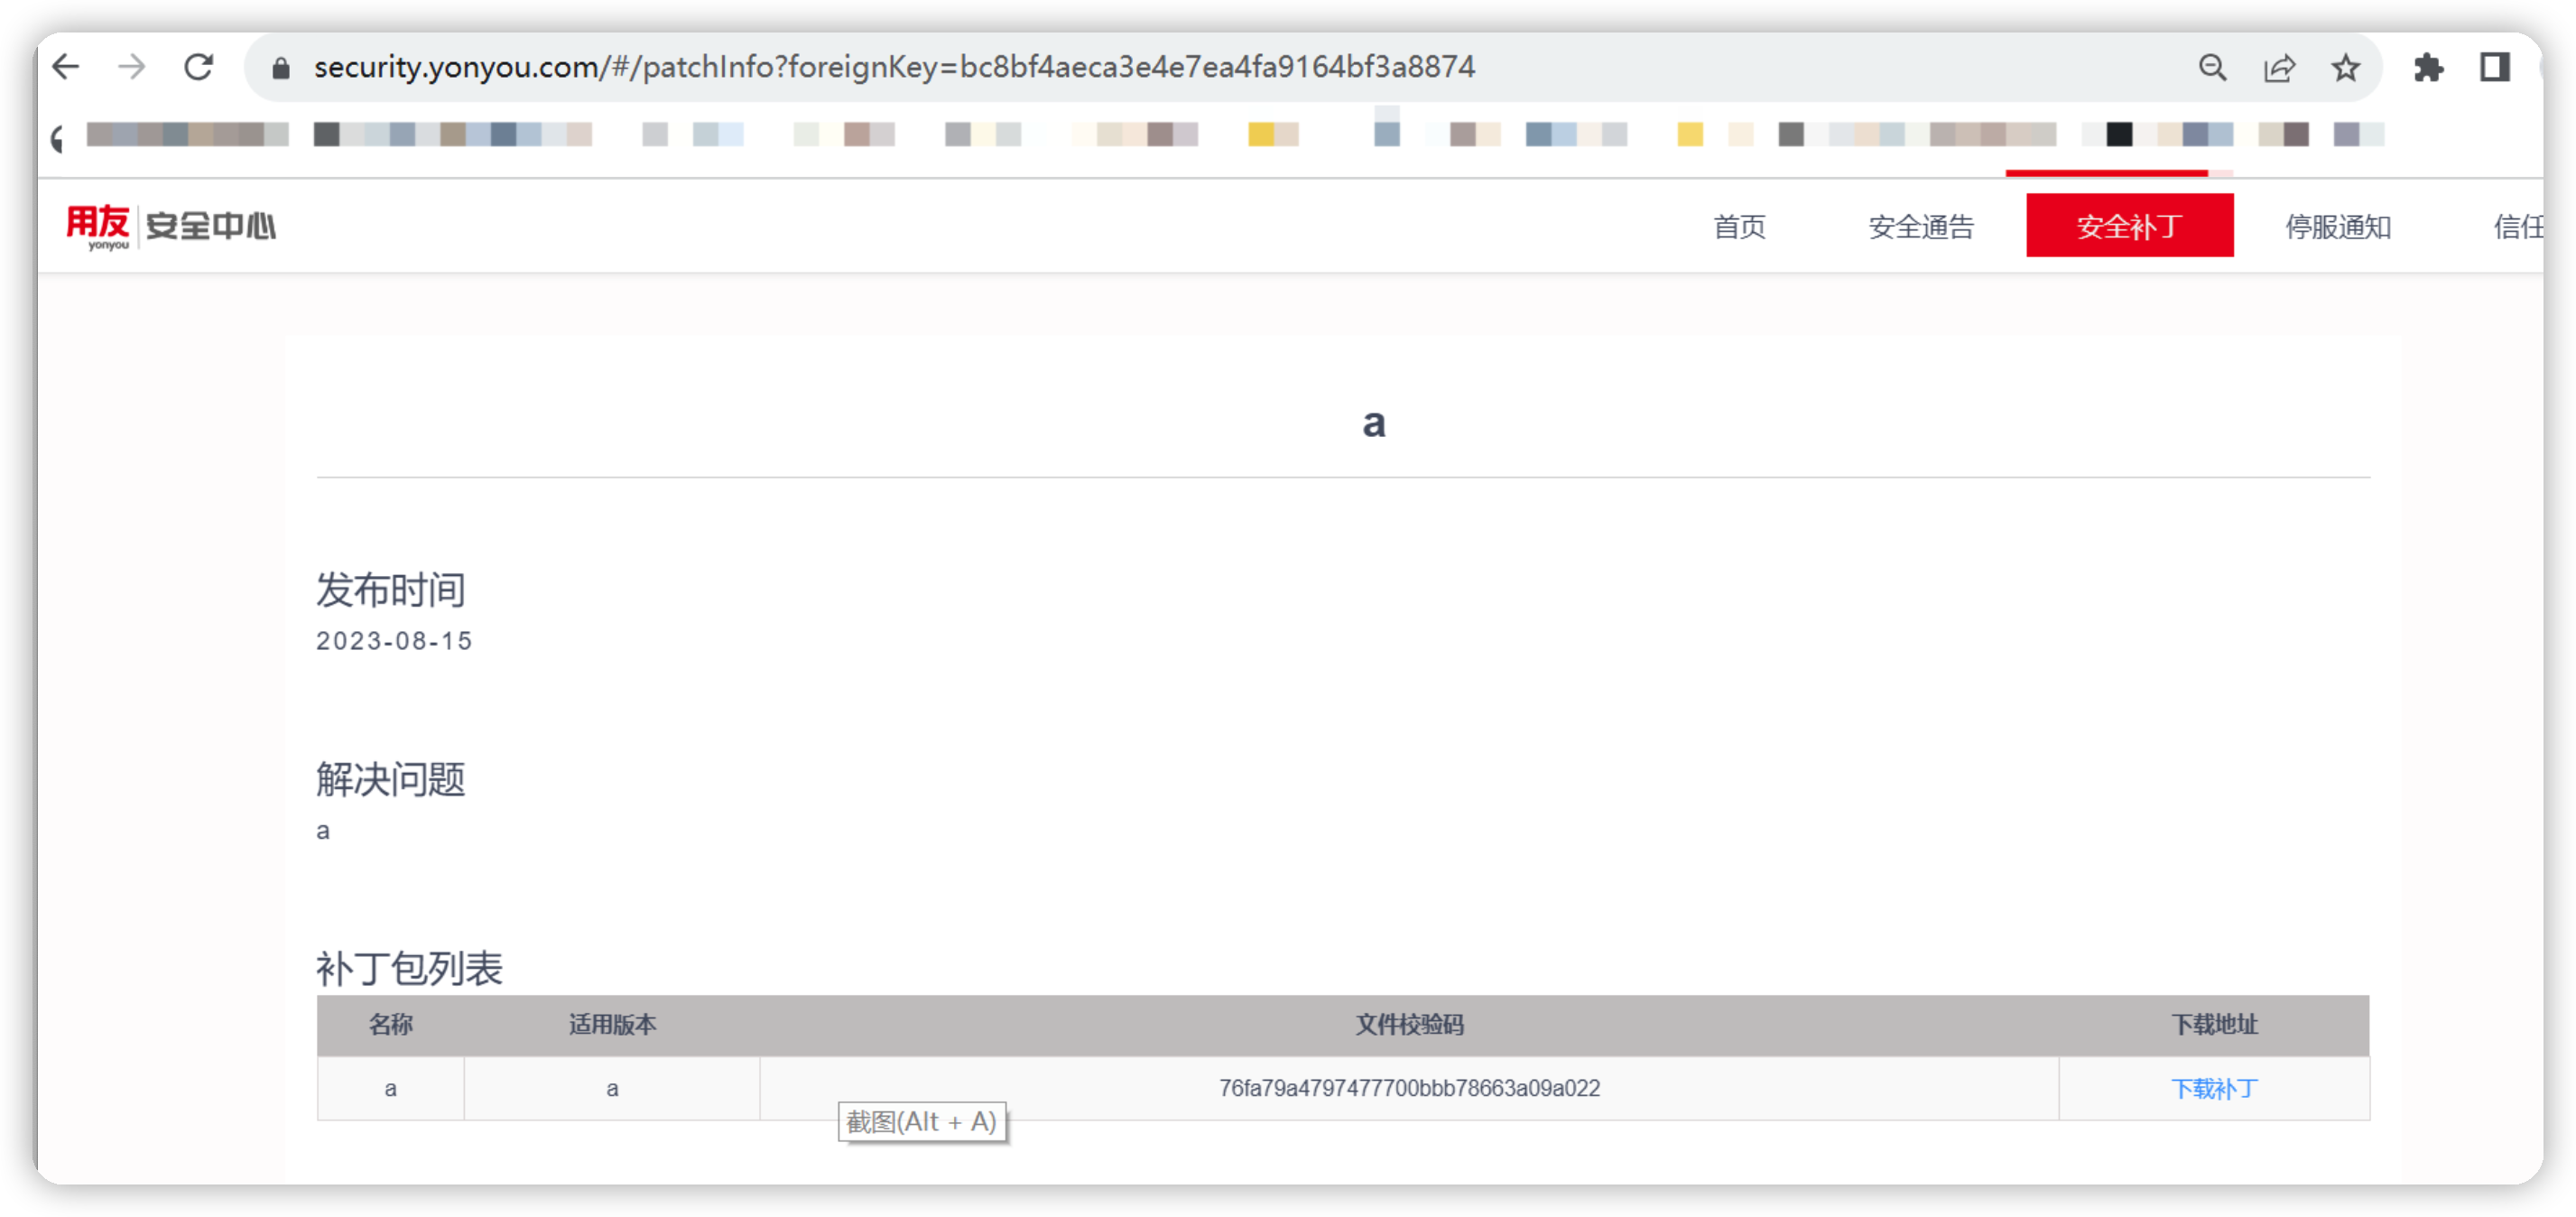 security.yonyou.com/#/patchInfo?foreignKey=bc8bf4aeca3e4e7ea4fa9164bf3a8874
用友 yonyou 安全中心 首页 安全通告 安全补丁 停服通知 信任
a
发布时间
2023-08-15
解决问题
a
补丁包列表
名称 适用版本 文件校验码 下载地址
a a 76fa79a4797477700bbb78663a09a022 下载补丁
截图(Alt + A)